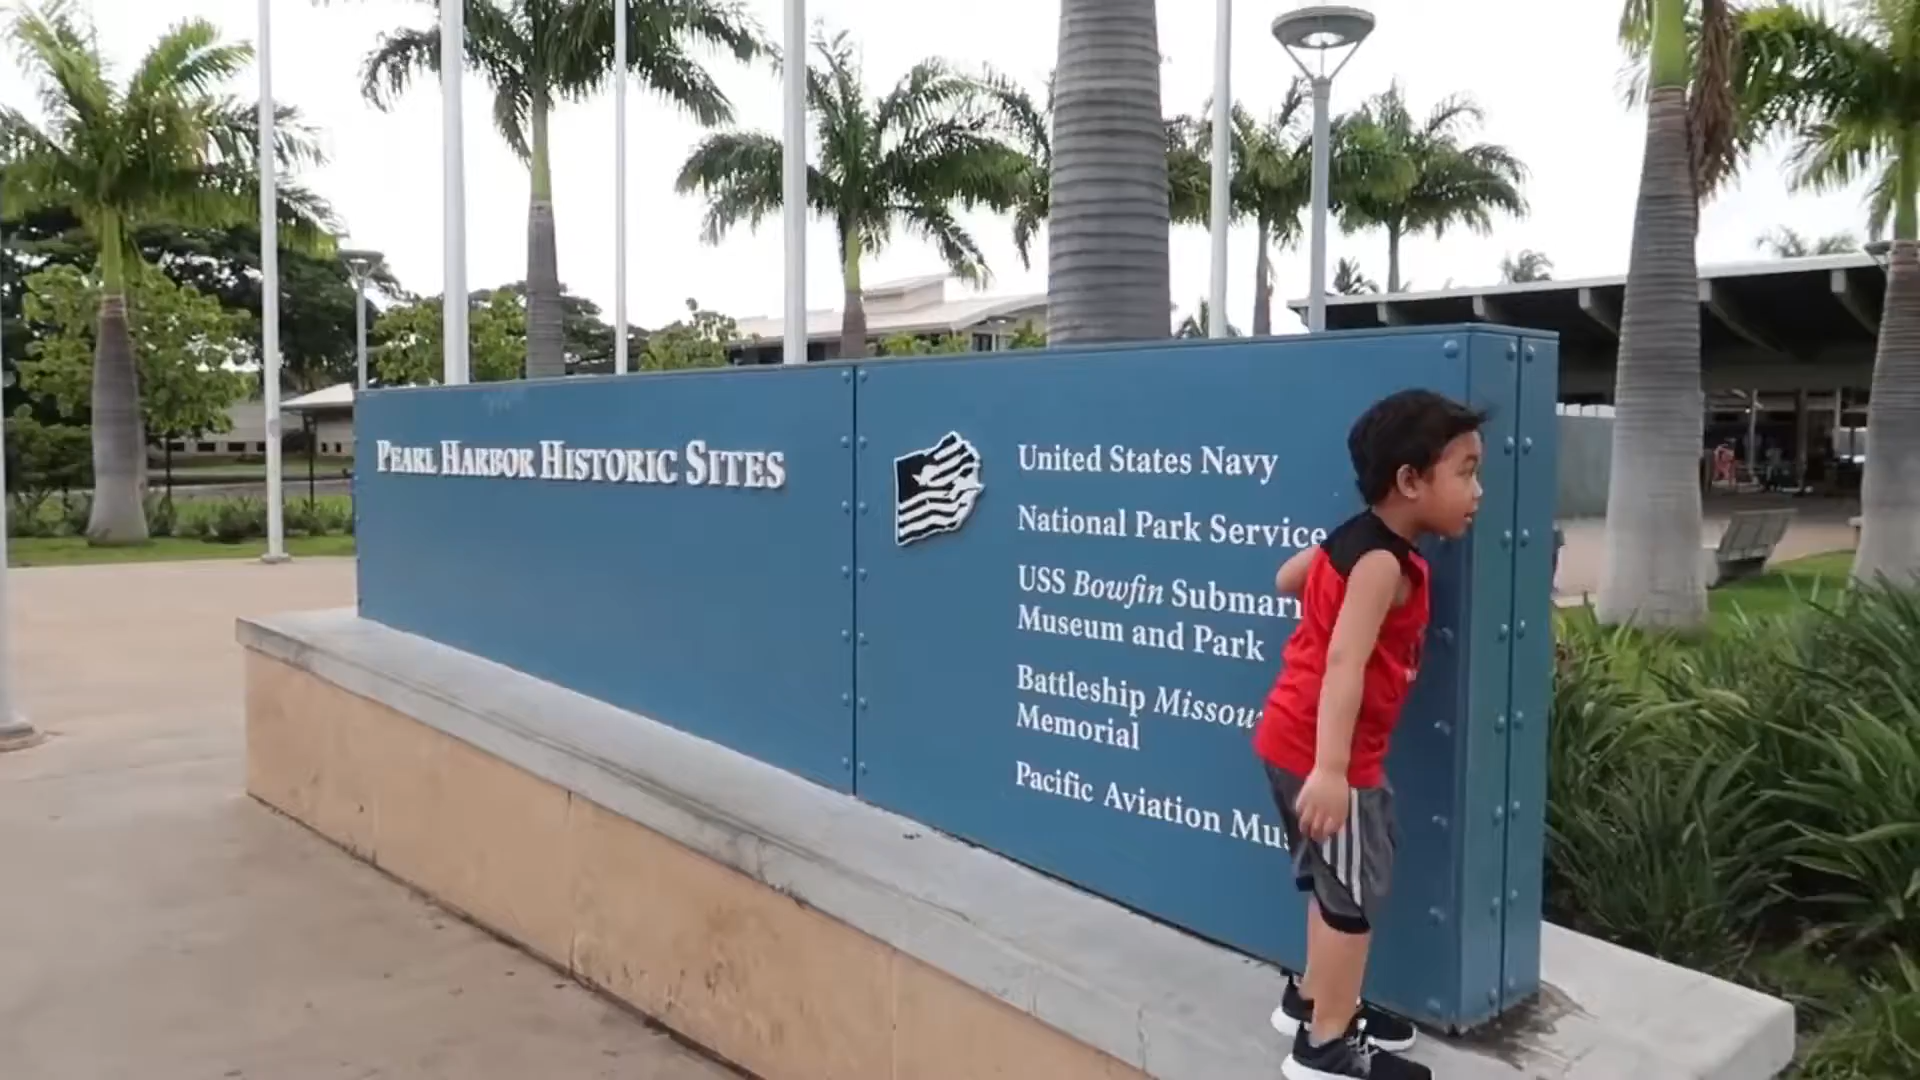 PEARL HARBOR HISTORIC SITES
United States Navy
National Park Service
USS Bowfin
Museum and Park
Battleship
Memorial
Pacific Aviation